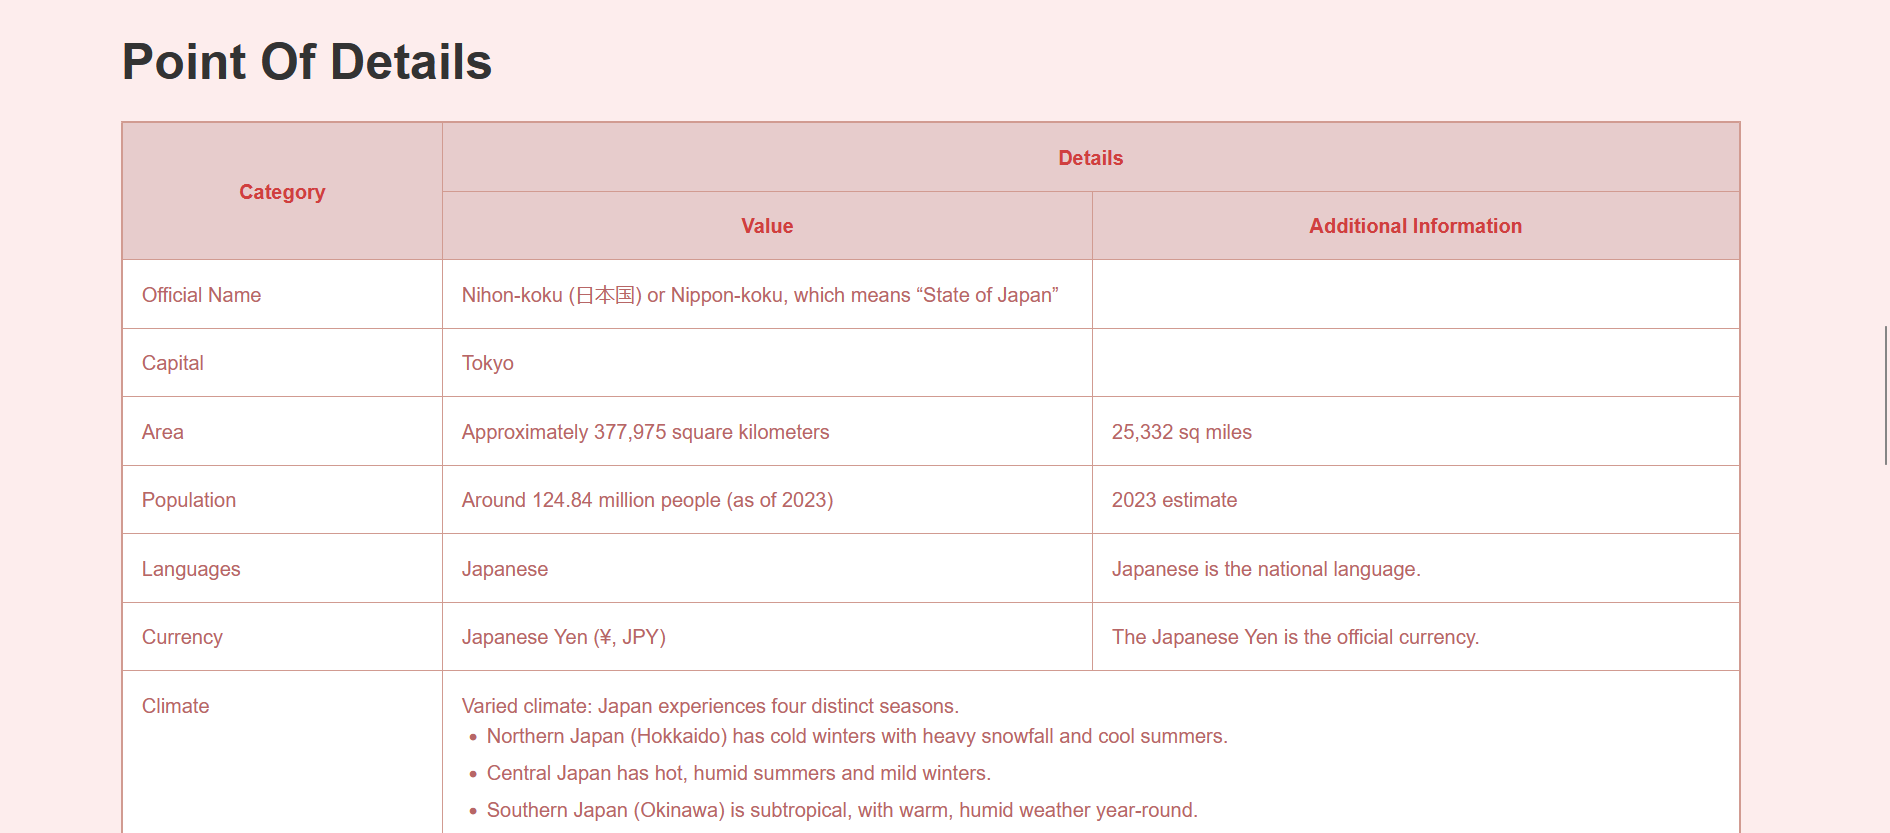 Point Of Details
Category
Details
Value
Additional Information
Official Name
Nihon-koku (日本国) or Nippon-koku, which means “State of Japan”
Capital
Tokyo
Area
Approximately 377,975 square kilometers
25,332 sq miles
Population
Around 124.84 million people (as of 2023)
2023 estimate
Languages
Japanese
Japanese is the national language.
Currency
Japanese Yen (¥, JPY)
The Japanese Yen is the official currency.
Climate
Varied climate: Japan experiences four distinct seasons.
• Northern Japan (Hokkaido) has cold winters with heavy snowfall and cool summers.
• Central Japan has hot, humid summers and mild winters.
• Southern Japan (Okinawa) is subtropical, with warm, humid weather year-round.